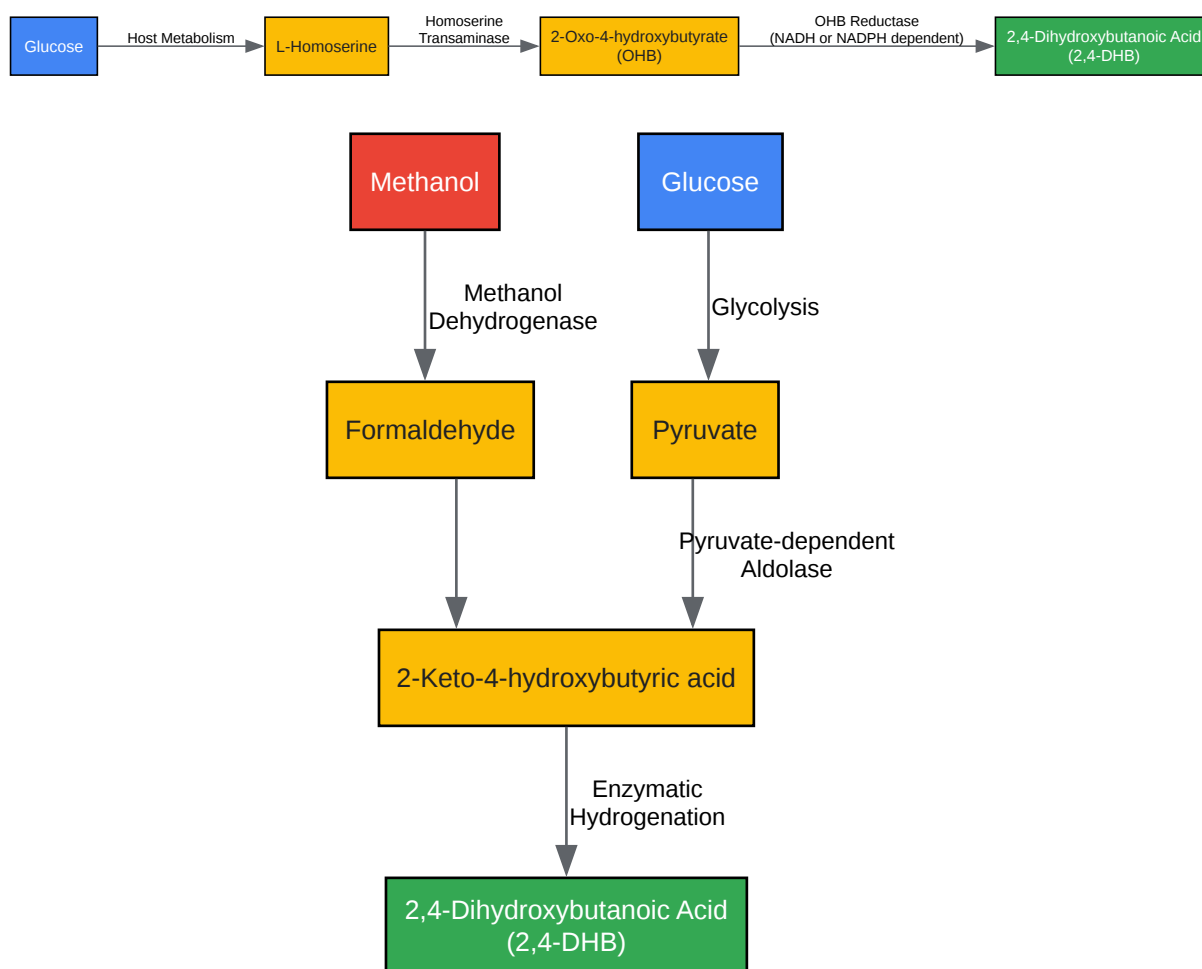 Glucose
Host Metabolism
L-Homoserine
Homoserine
Transaminase
2-Oxo-4-hydroxybutyrate
(OHB)
OHB Reductase
(NADH or NADPH dependent)
2,4-Dihydroxybutanoic Acid
(2,4-DHB)
Methanol
Glucose
Methanol
Dehydrogenase
Glycolysis
Formaldehyde
Pyruvate
Pyruvate-dependent
Aldolase
2-Keto-4-hydroxybutyric acid
Enzymatic
Hydrogenation
2,4-Dihydroxybutanoic Acid
(2,4-DHB)